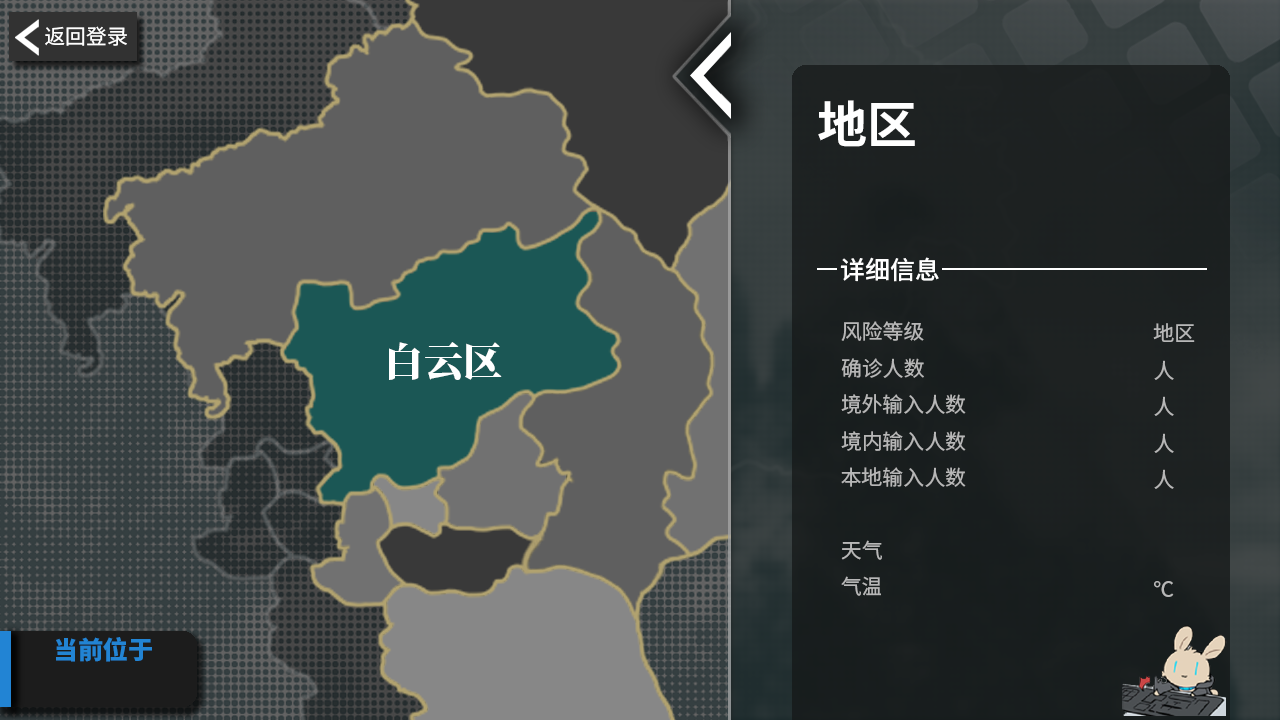 返回登录
白云区
当前位于
地区
详细信息
风险等级 地区
确诊人数 人
境外输入人数 人
境内输入人数 人
本地输入人数 人
天气
气温 ℃